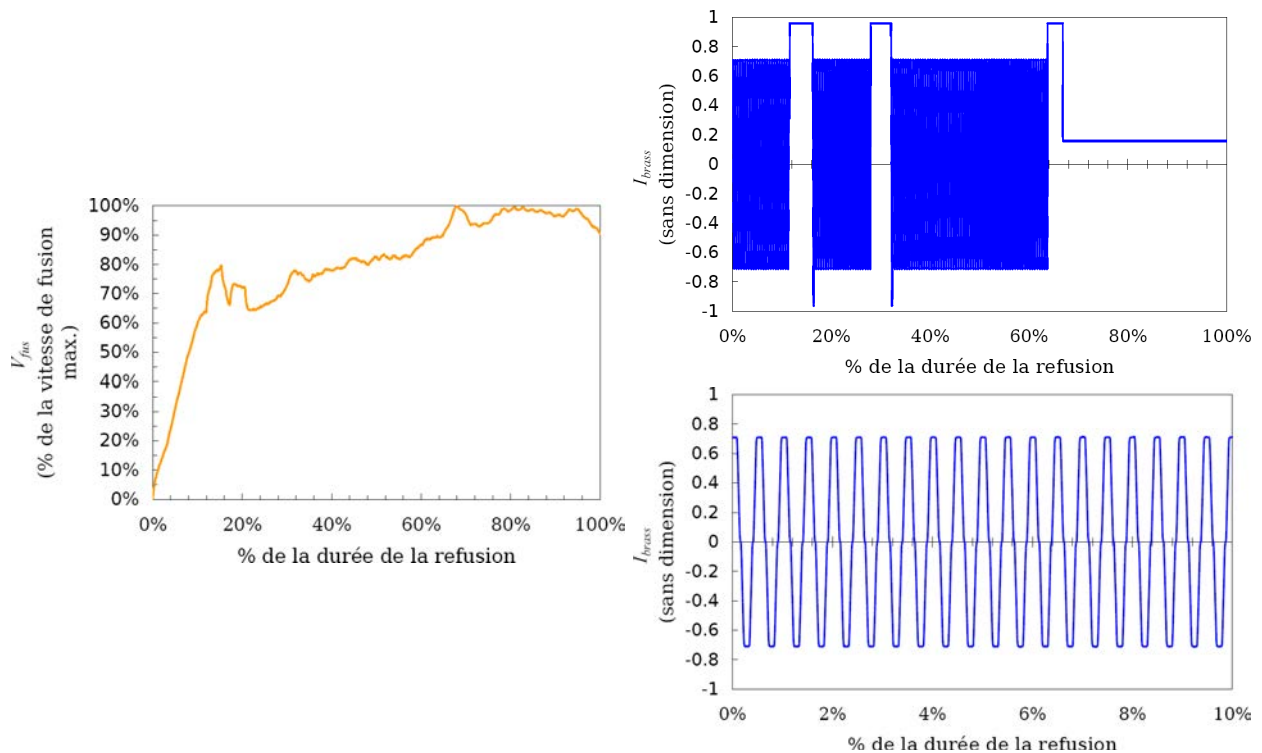 100%
90%
80%
70%
60%
50%
40%
30%
20%
10%
0%
V_fus
(% de la vitesse de fusion
max.)
0% 20% 40% 60% 80% 100%
% de la durée de la refusion
1
0.8
0.6
0.4
0.2
0
-0.2
-0.4
-0.6
-0.8
-1
I_brass
(sans dimension)
0% 20% 40% 60% 80% 100%
% de la durée de la refusion
1
0.8
0.6
0.4
0.2
0
-0.2
-0.4
-0.6
-0.8
-1
I_brass
(sans dimension)
0% 2% 4% 6% 8% 10%
% de la durée de la refusion